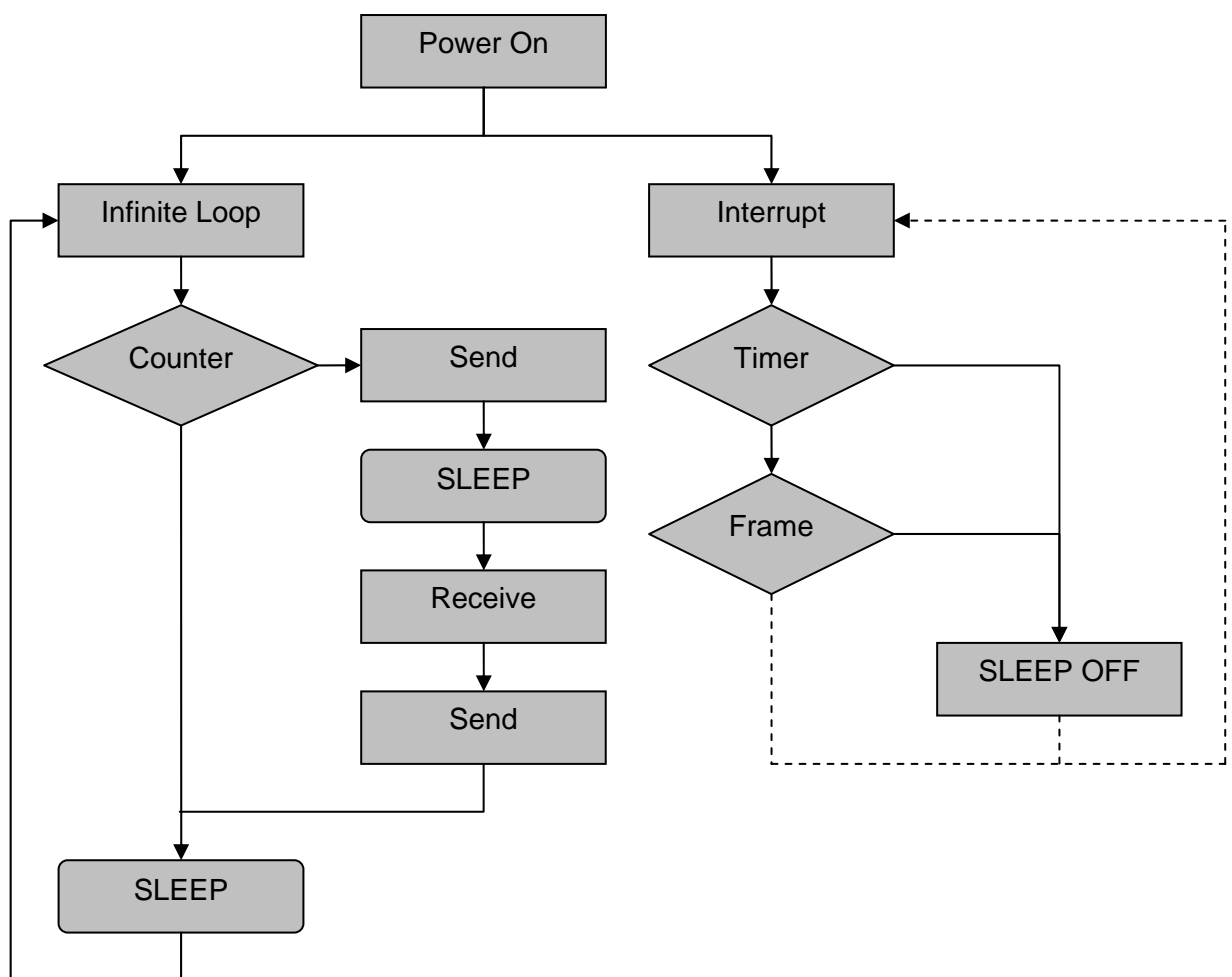 Power On
Infinite Loop
Interrupt
Counter
Send
Timer
SLEEP
Frame
Receive
SLEEP OFF
Send
SLEEP